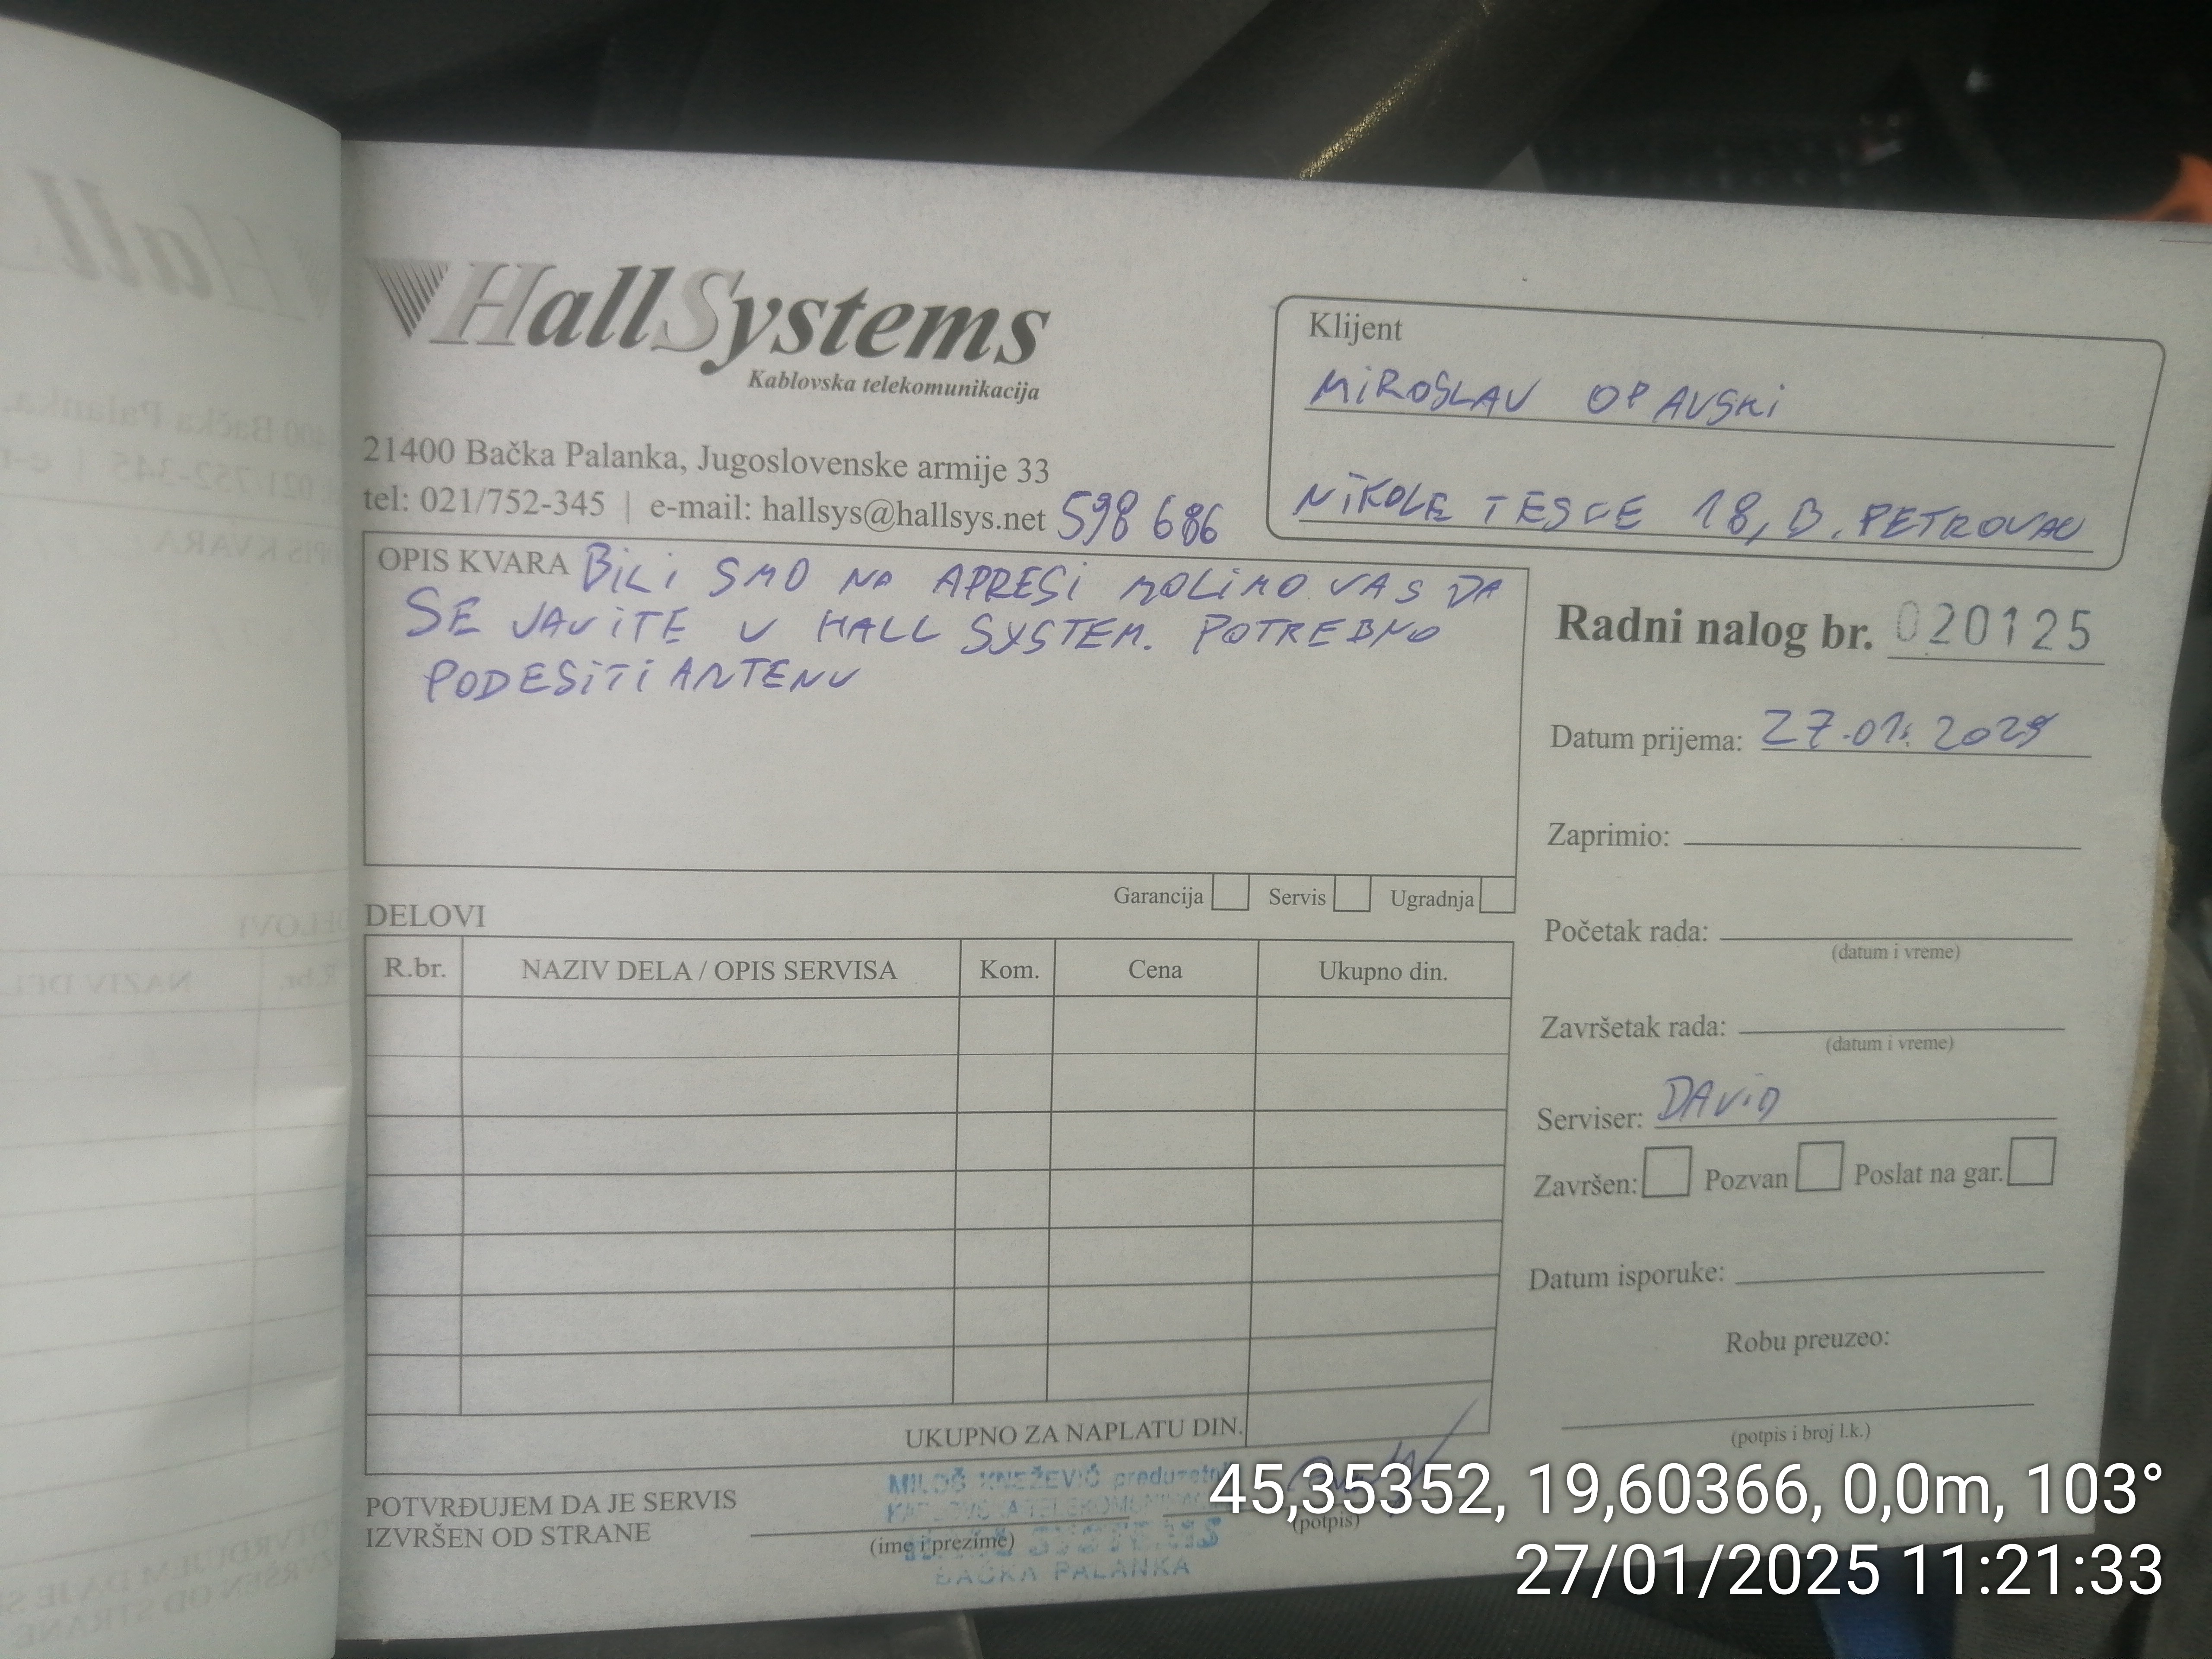 HallSystems
Kablovska telekomunikacija
21400 Bačka Palanka, Jugoslovenske armije 33
tel: 021/752-345 | e-mail: hallsys@hallsys.net 598 686
Klijent
MIROSLAV OPAVSKI
NIKOLE TESLE 18, B. PETROVAC
OPIS KVARA BILI SMO NA APRESI MOLIMO VAS DA
SE JAVITE U HALL SYSTEM. POTREBNO
PODESITI ANTENU
Radni nalog br. 020125
Datum prijema: 27.01. 2025
Zaprimio:
Početak rada:
(datum i vreme)
Završetak rada:
(datum i vreme)
Serviser: DAVID
Završen: Pozvan Poslat na gar.
Datum isporuke:
Robu preuzeo:
(potpis i broj l.k.)
Garancija Servis Ugradnja
DELOVI
R.br. NAZIV DELA / OPIS SERVISA Kom. Cena Ukupno din.
UKUPNO ZA NAPLATU DIN.
POTVRĐUJEM DA JE SERVIS
IZVRŠEN OD STRANE
(ime i prezime)
(potpis)
MILOŠ KNEŽEVIĆ preduzetnik
BAČKA PALANKA
45,35352, 19,60366, 0,0m, 103°
27/01/2025 11:21:33